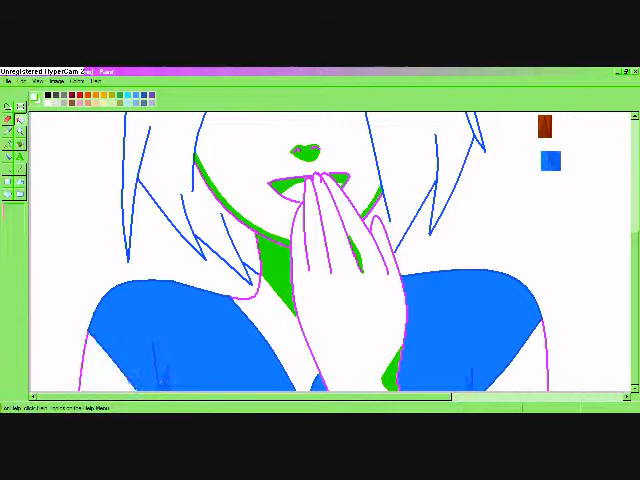 Unregistered HyperCam 2 - Paint
File Edit View Image Colors Help
For Help, click Help Topics on the Help Menu.